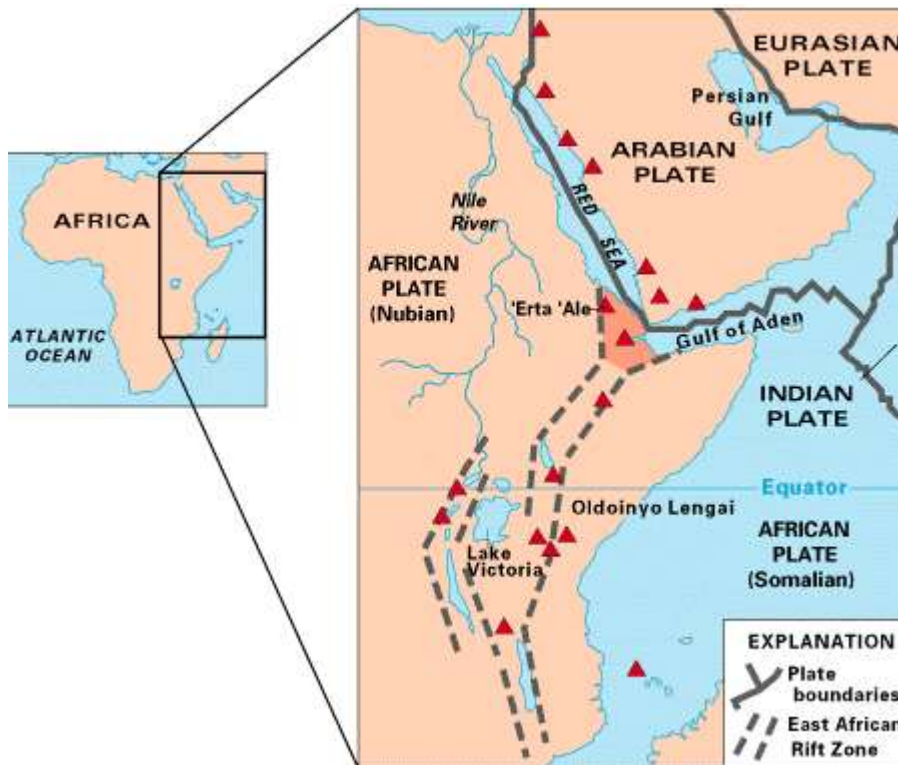 AFRICA
ATLANTIC
OCEAN
EURASIAN
PLATE
Persian
Gulf
ARABIAN
PLATE
RED SEA
Nile
River
AFRICAN
PLATE
(Nubian)
'Erta 'Ale
Gulf of Aden
INDIAN
PLATE
Equator
Oldoinyo Lengai
AFRICAN
PLATE
(Somalian)
Lake
Victoria
EXPLANATION
Plate
boundaries
East African
Rift Zone